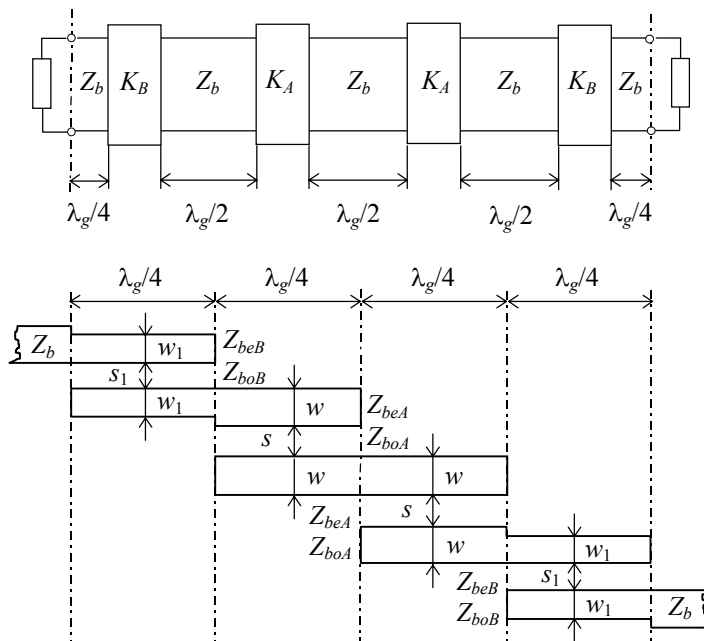 Z_b K_B Z_b K_A Z_b K_A Z_b K_B Z_b
λ_g/4 λ_g/2 λ_g/2 λ_g/2 λ_g/4
λ_g/4 λ_g/4 λ_g/4 λ_g/4
Z_b w_1 Z_beB
s_1 Z_boB
w_1 w Z_beA
s Z_boA
w w
Z_beA s
Z_boA w w_1
Z_beB s_1
Z_boB w_1 Z_b